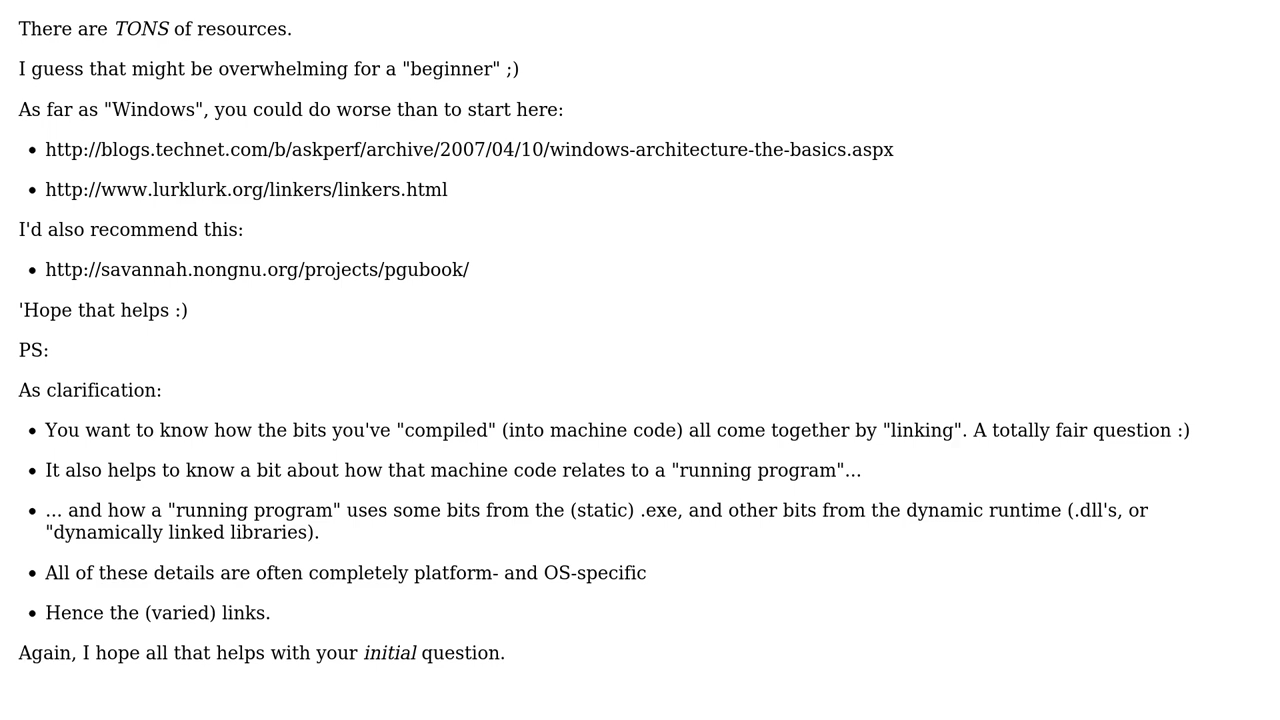 There are TONS of resources.
I guess that might be overwhelming for a "beginner" ;)
As far as "Windows", you could do worse than to start here:
• http://blogs.technet.com/b/askperf/archive/2007/04/10/windows-architecture-the-basics.aspx
• http://www.lurklurk.org/linkers/linkers.html
I'd also recommend this:
• http://savannah.nongnu.org/projects/pgubook/
'Hope that helps :)
PS:
As clarification:
• You want to know how the bits you've "compiled" (into machine code) all come together by "linking". A totally fair question :)
• It also helps to know a bit about how that machine code relates to a "running program"...
• ... and how a "running program" uses some bits from the (static) .exe, and other bits from the dynamic runtime (.dll's, or
"dynamically linked libraries).
• All of these details are often completely platform- and OS-specific
• Hence the (varied) links.
Again, I hope all that helps with your initial question.